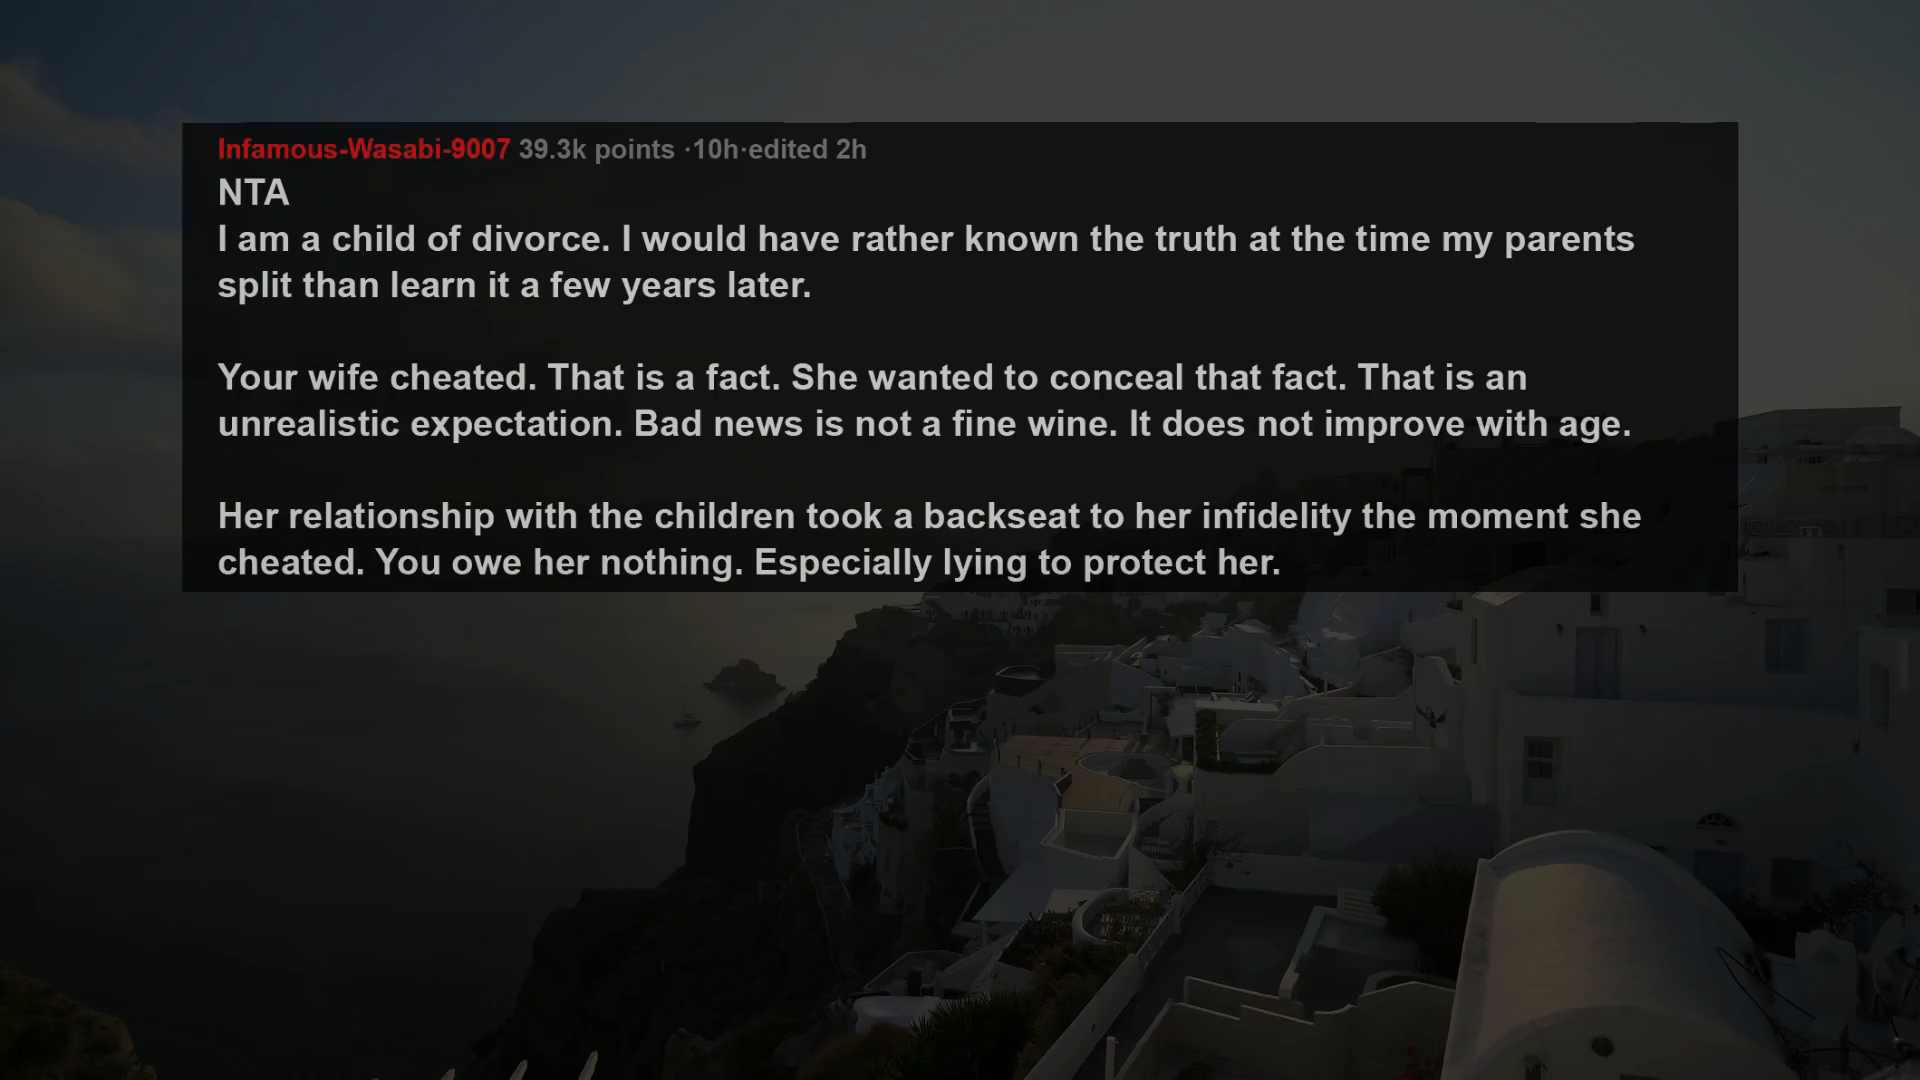 Infamous-Wasabi-9007 39.3k points ·10h·edited 2h
NTA
I am a child of divorce. I would have rather known the truth at the time my parents
split than learn it a few years later.
Your wife cheated. That is a fact. She wanted to conceal that fact. That is an
unrealistic expectation. Bad news is not a fine wine. It does not improve with age.
Her relationship with the children took a backseat to her infidelity the moment she
cheated. You owe her nothing. Especially lying to protect her.